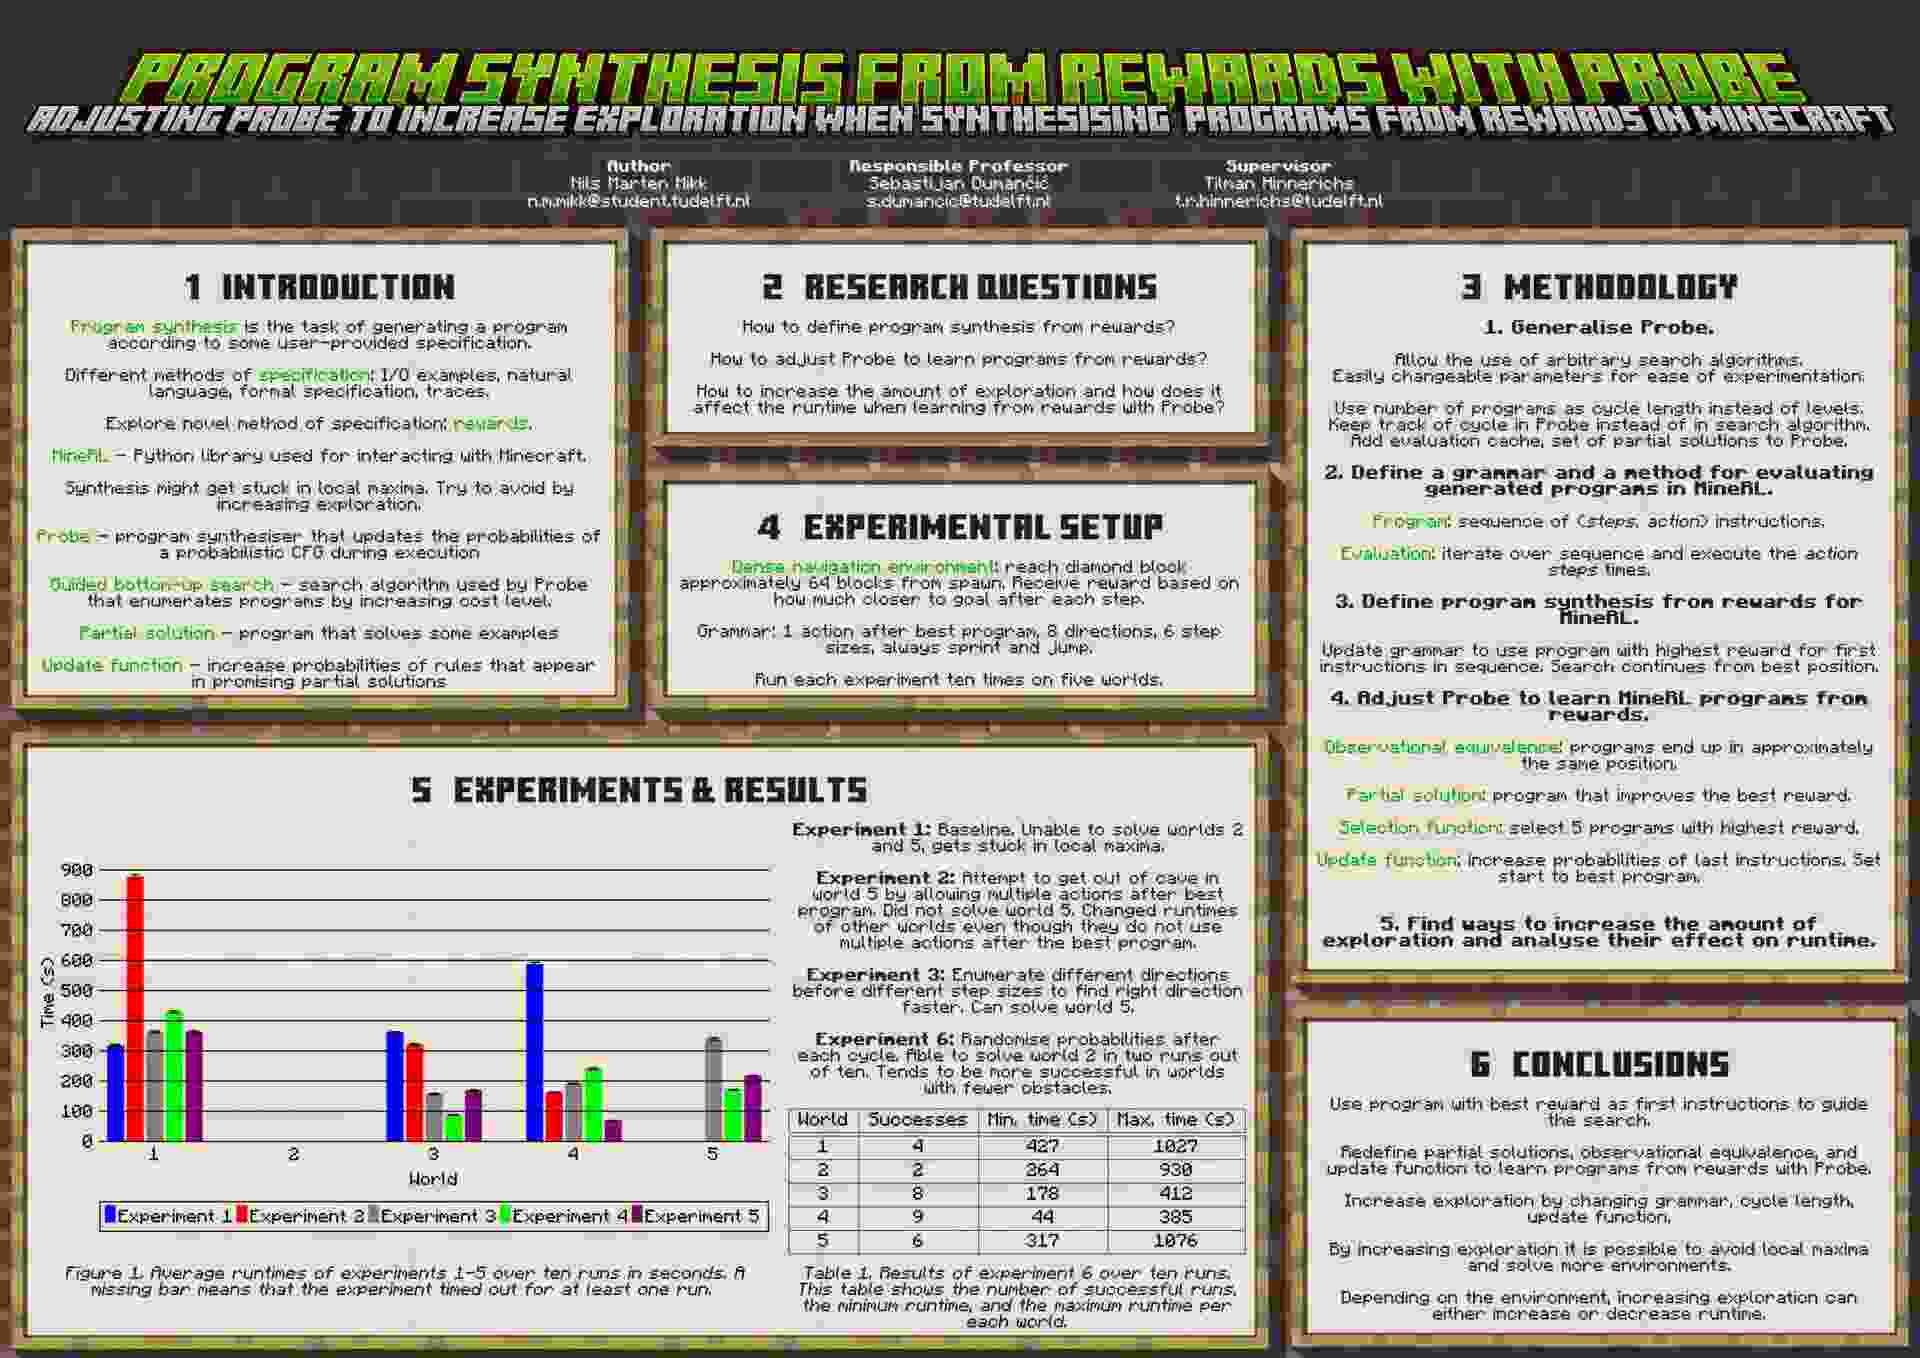 PROGRAM SYNTHESIS FROM REWARDS WITH PROBE
ADJUSTING PROBE TO INCREASE EXPLORATION WHEN SYNTHESISING PROGRAMS FROM REWARDS IN MINECRAFT
Author
Nils Marten Mikk
n.m.mikk@student.tudelft.nl
Responsible Professor
Sebastijan Dumančić
s.dumancic@tudelft.nl
Supervisor
Tilman Hinnerichs
t.r.hinnerichs@tudelft.nl
1 INTRODUCTION
Program synthesis is the task of generating a program
according to some user-provided specification.
Different methods of specification: I/O examples, natural
language, formal specification, traces.
Explore novel method of specification: rewards.
MineRL - Python library used for interacting with Minecraft.
Synthesis might get stuck in local maxima. Try to avoid by
increasing exploration.
Probe - program synthesiser that updates the probabilities of
a probabilistic CFG during execution
Guided bottom-up search - search algorithm used by Probe
that enumerates programs by increasing cost level.
Partial solution - program that solves some examples
Update function - increase probabilities of rules that appear
in promising partial solutions
2 RESEARCH QUESTIONS
How to define program synthesis from rewards?
How to adjust Probe to learn programs from rewards?
How to increase the amount of exploration and how does it
affect the runtime when learning from rewards with Probe?
3 METHODOLOGY
1. Generalise Probe.
Allow the use of arbitrary search algorithms.
Easily changeable parameters for ease of experimentation.
Use number of programs as cycle length instead of levels.
Keep track of cycle in Probe instead of in search algorithm.
Add evaluation cache, set of partial solutions to Probe.
2. Define a grammar and a method for evaluating
generated programs in MineRL.
Program: sequence of (steps, action) instructions.
Evaluation: iterate over sequence and execute the action
steps times.
3. Define program synthesis from rewards for
MineRL.
Update grammar to use program with highest reward for first
instructions in sequence. Search continues from best position.
4. Adjust Probe to learn MineRL programs from
rewards.
Observational equivalence: programs end up in approximately
the same position.
Partial solution: program that improves the best reward.
Selection function: select 5 programs with highest reward.
Update function: increase probabilities of last instructions. Set
start to best program.
5. Find ways to increase the amount of
exploration and analyse their effect on runtime.
4 EXPERIMENTAL SETUP
Dense navigation environment: reach diamond block
approximately 64 blocks from spawn. Receive reward based on
how much closer to goal after each step.
Grammar: 1 action after best program, 8 directions, 6 step
sizes, always sprint and jump.
Run each experiment ten times on five worlds.
5 EXPERIMENTS & RESULTS
Time (s)
900
800
700
600
500
400
300
200
100
0
1 2 3 4 5
World
Experiment 1 Experiment 2 Experiment 3 Experiment 4 Experiment 5
Figure 1. Average runtimes of experiments 1-5 over ten runs in seconds. A
missing bar means that the experiment timed out for at least one run.
Experiment 1: Baseline. Unable to solve worlds 2
and 5, gets stuck in local maxima.
Experiment 2: Attempt to get out of cave in
world 5 by allowing multiple actions after best
program. Did not solve world 5. Changed runtimes
of other worlds even though they do not use
multiple actions after the best program.
Experiment 3: Enumerate different directions
before different step sizes to find right direction
faster. Can solve world 5.
Experiment 6: Randomise probabilities after
each cycle. Able to solve world 2 in two runs out
of ten. Tends to be more successful in worlds
with fewer obstacles.
World Successes Min. time (s) Max. time (s)
1 4 427 1027
2 2 264 930
3 8 178 412
4 9 44 385
5 6 317 1076
Table 1. Results of experiment 6 over ten runs.
This table shows the number of successful runs,
the minimum runtime, and the maximum runtime per
each world.
6 CONCLUSIONS
Use program with best reward as first instructions to guide
the search.
Redefine partial solutions, observational equivalence, and
update function to learn programs from rewards with Probe.
Increase exploration by changing grammar, cycle length,
update function.
By increasing exploration it is possible to avoid local maxima
and solve more environments.
Depending on the environment, increasing exploration can
either increase or decrease runtime.